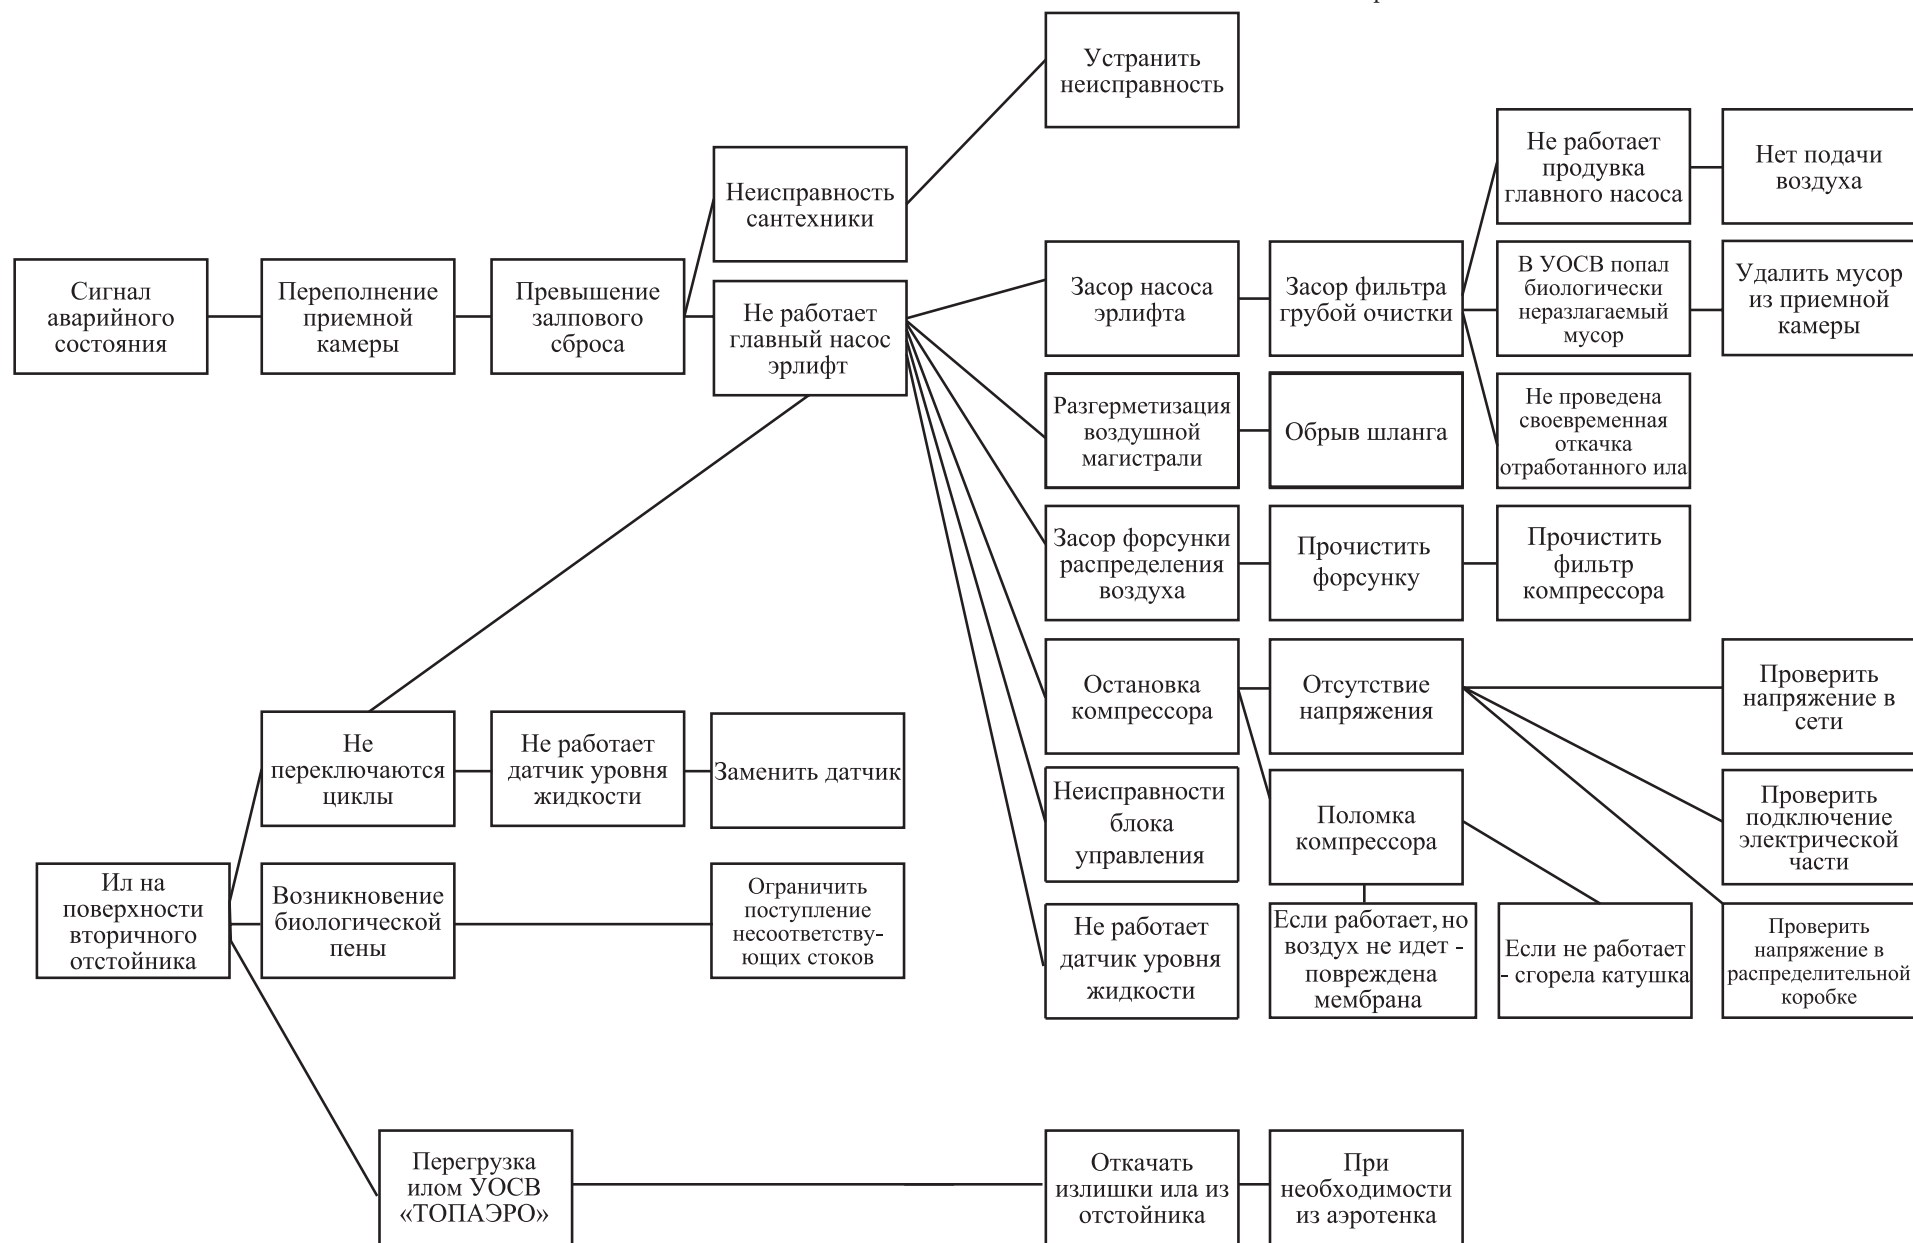 Устранить
неисправность
Не работает
продувка
главного насоса
Нет подачи
воздуха
Неисправность
сантехники
Сигнал
аварийного
состояния
Переполнение
приемной
камеры
Превышение
залпового
сброса
Не работает
главный насос
эрлифт
Засор насоса
эрлифта
Засор фильтра
грубой очистки
В УОСВ попал
биологически
неразлагаемый
мусор
Удалить мусор
из приемной
камеры
Разгерметизация
воздушной
магистрали
Обрыв шланга
Не проведена
своевременная
откачка
отработанного ила
Засор форсунки
распределения
воздуха
Прочистить
форсунку
Прочистить
фильтр
компрессора
Остановка
компрессора
Отсутствие
напряжения
Проверить
напряжение в
сети
Не
переключаются
циклы
Не работает
датчик уровня
жидкости
Заменить датчик
Неисправности
блока
управления
Поломка
компрессора
Проверить
подключение
электрической
части
Ил на
поверхности
вторичного
отстойника
Возникновение
биологической
пены
Ограничить
поступление
несоответству-
ющих стоков
Не работает
датчик уровня
жидкости
Если работает, но
воздух не идет -
повреждена
мембрана
Если не работает
- сгорела катушка
Проверить
напряжение в
распределительной
коробке
Перегрузка
илом УОСВ
«ТОПАЭРО»
Откачать
излишки ила из
отстойника
При
необходимости
из аэротенка